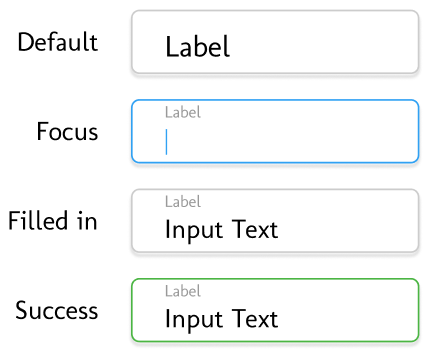 Default
Label
Focus
Label
Filled in
Label
Input Text
Success
Label
Input Text